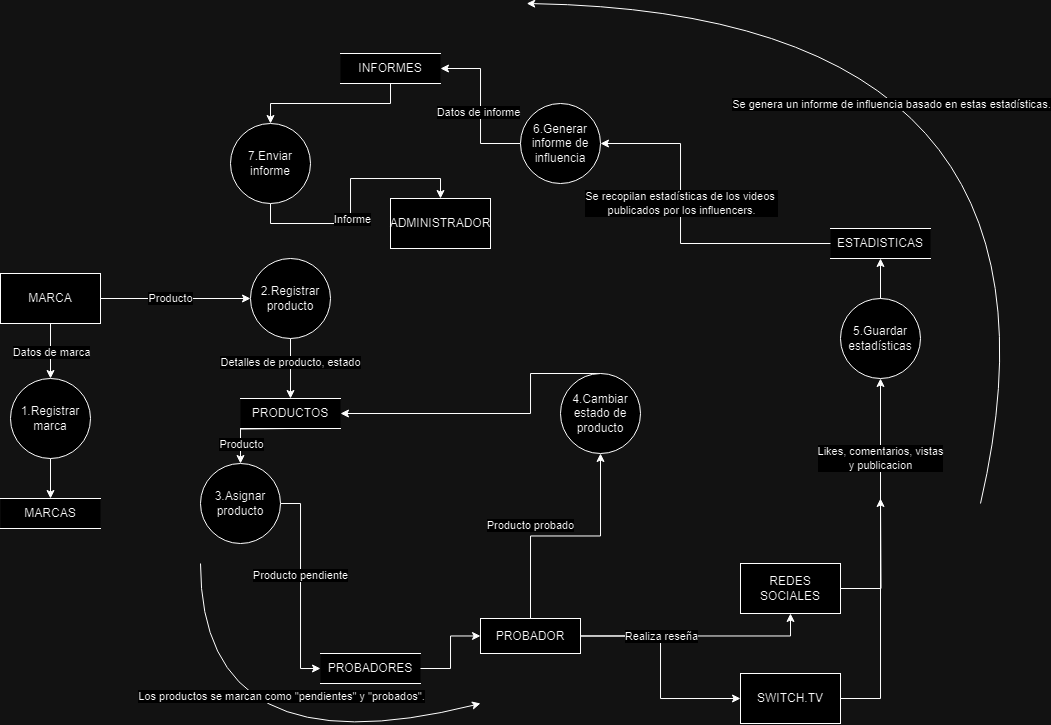 INFORMES
Se genera un informe de influencia basado en estas estadísticas.
Datos de informe
6.Generar
informe de
influencia
7.Enviar
informe
Se recopilan estadísticas de los videos
publicados por los influencers.
Informe
ADMINISTRADOR
ESTADISTICAS
MARCA
Producto
2.Registrar
producto
5.Guardar
estadísticas
Datos de marca
Detalles de producto, estado
1.Registrar
marca
PRODUCTOS
4.Cambiar
estado de
producto
Producto
Likes, comentarios, vistas
y publicacion
3.Asignar
producto
MARCAS
Producto probado
Producto pendiente
REDES
SOCIALES
PROBADOR
Realiza reseña
PROBADORES
Los productos se marcan como "pendientes" y "probados".
SWITCH.TV